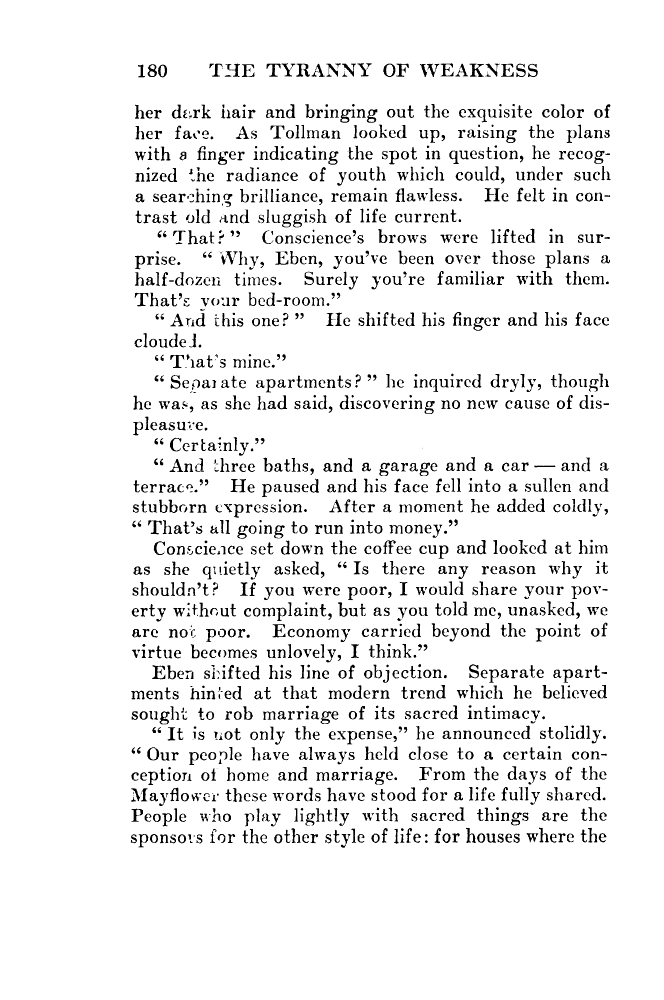 180 THE TYRANNY OF WEAKNESS
her dark hair and bringing out the exquisite color of
her face. As Tollman looked up, raising the plans
with a finger indicating the spot in question, he recog-
nized the radiance of youth which could, under such
a searching brilliance, remain flawless. He felt in con-
trast old and sluggish of life current.
“ That? ” Conscience’s brows were lifted in sur-
prise. “ Why, Eben, you’ve been over those plans a
half-dozen times. Surely you’re familiar with them.
That’s your bed-room.”
“ And this one? ” He shifted his finger and his face
clouded.
“ That’s mine.”
“ Separate apartments? ” he inquired dryly, though
he was, as she had said, discovering no new cause of dis-
pleasure.
“ Certainly.”
“ And three baths, and a garage and a car — and a
terrace.” He paused and his face fell into a sullen and
stubborn expression. After a moment he added coldly,
“ That’s all going to run into money.”
Conscience set down the coffee cup and looked at him
as she quietly asked, “ Is there any reason why it
shouldn’t? If you were poor, I would share your pov-
erty without complaint, but as you told me, unasked, we
are not poor. Economy carried beyond the point of
virtue becomes unlovely, I think.”
Eben shifted his line of objection. Separate apart-
ments hinted at that modern trend which he believed
sought to rob marriage of its sacred intimacy.
“ It is not only the expense,” he announced stolidly.
“ Our people have always held close to a certain con-
ception of home and marriage. From the days of the
Mayflower these words have stood for a life fully shared.
People who play lightly with sacred things are the
sponsors for the other style of life: for houses where the